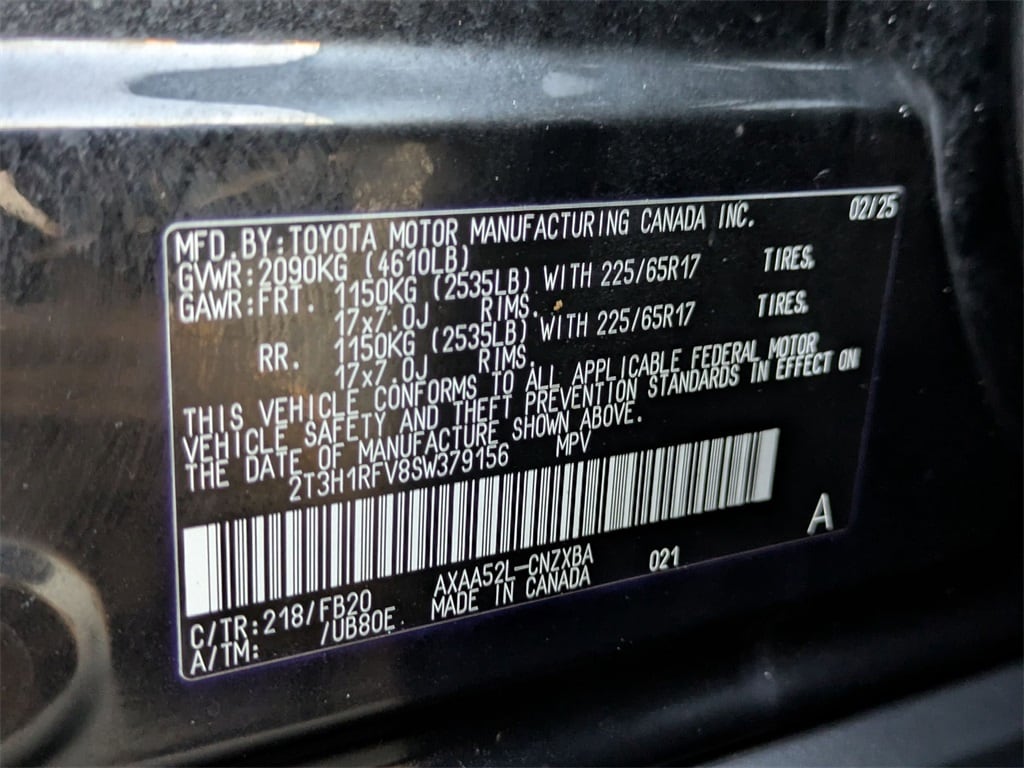 MFD.BY:TOYOTA MOTOR MANUFACTURING CANADA INC. 02/25
GVWR:2090KG (4610LB)
GAWR:FRT. 1150KG (2535LB) WITH 225/65R17 TIRES,
17x7.0J RIMS.
RR. 1150KG (2535LB) WITH 225/65R17 TIRES,
17x7.0J RIMS.
THIS VEHICLE CONFORMS TO ALL APPLICABLE FEDERAL MOTOR
VEHICLE SAFETY AND THEFT PREVENTION STANDARDS IN EFFECT ON
THE DATE OF MANUFACTURE SHOWN ABOVE.
2T3H1RFV8SW379156 MPV
A
AXAA52L-CNZXBA 021
C/TR:218/FB20 MADE IN CANADA
A/TM: /UB80E